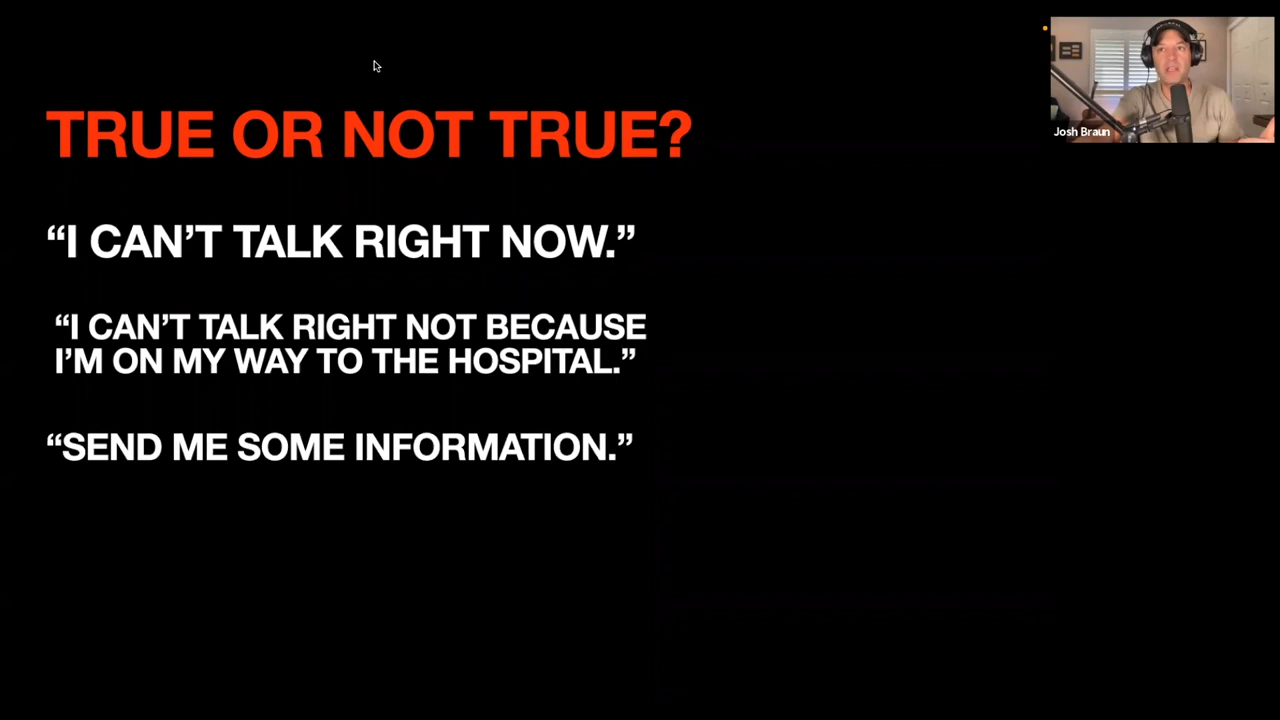 TRUE OR NOT TRUE?
“I CAN’T TALK RIGHT NOW.”
“I CAN’T TALK RIGHT NOT BECAUSE
I’M ON MY WAY TO THE HOSPITAL.”
“SEND ME SOME INFORMATION.”
Josh Braun